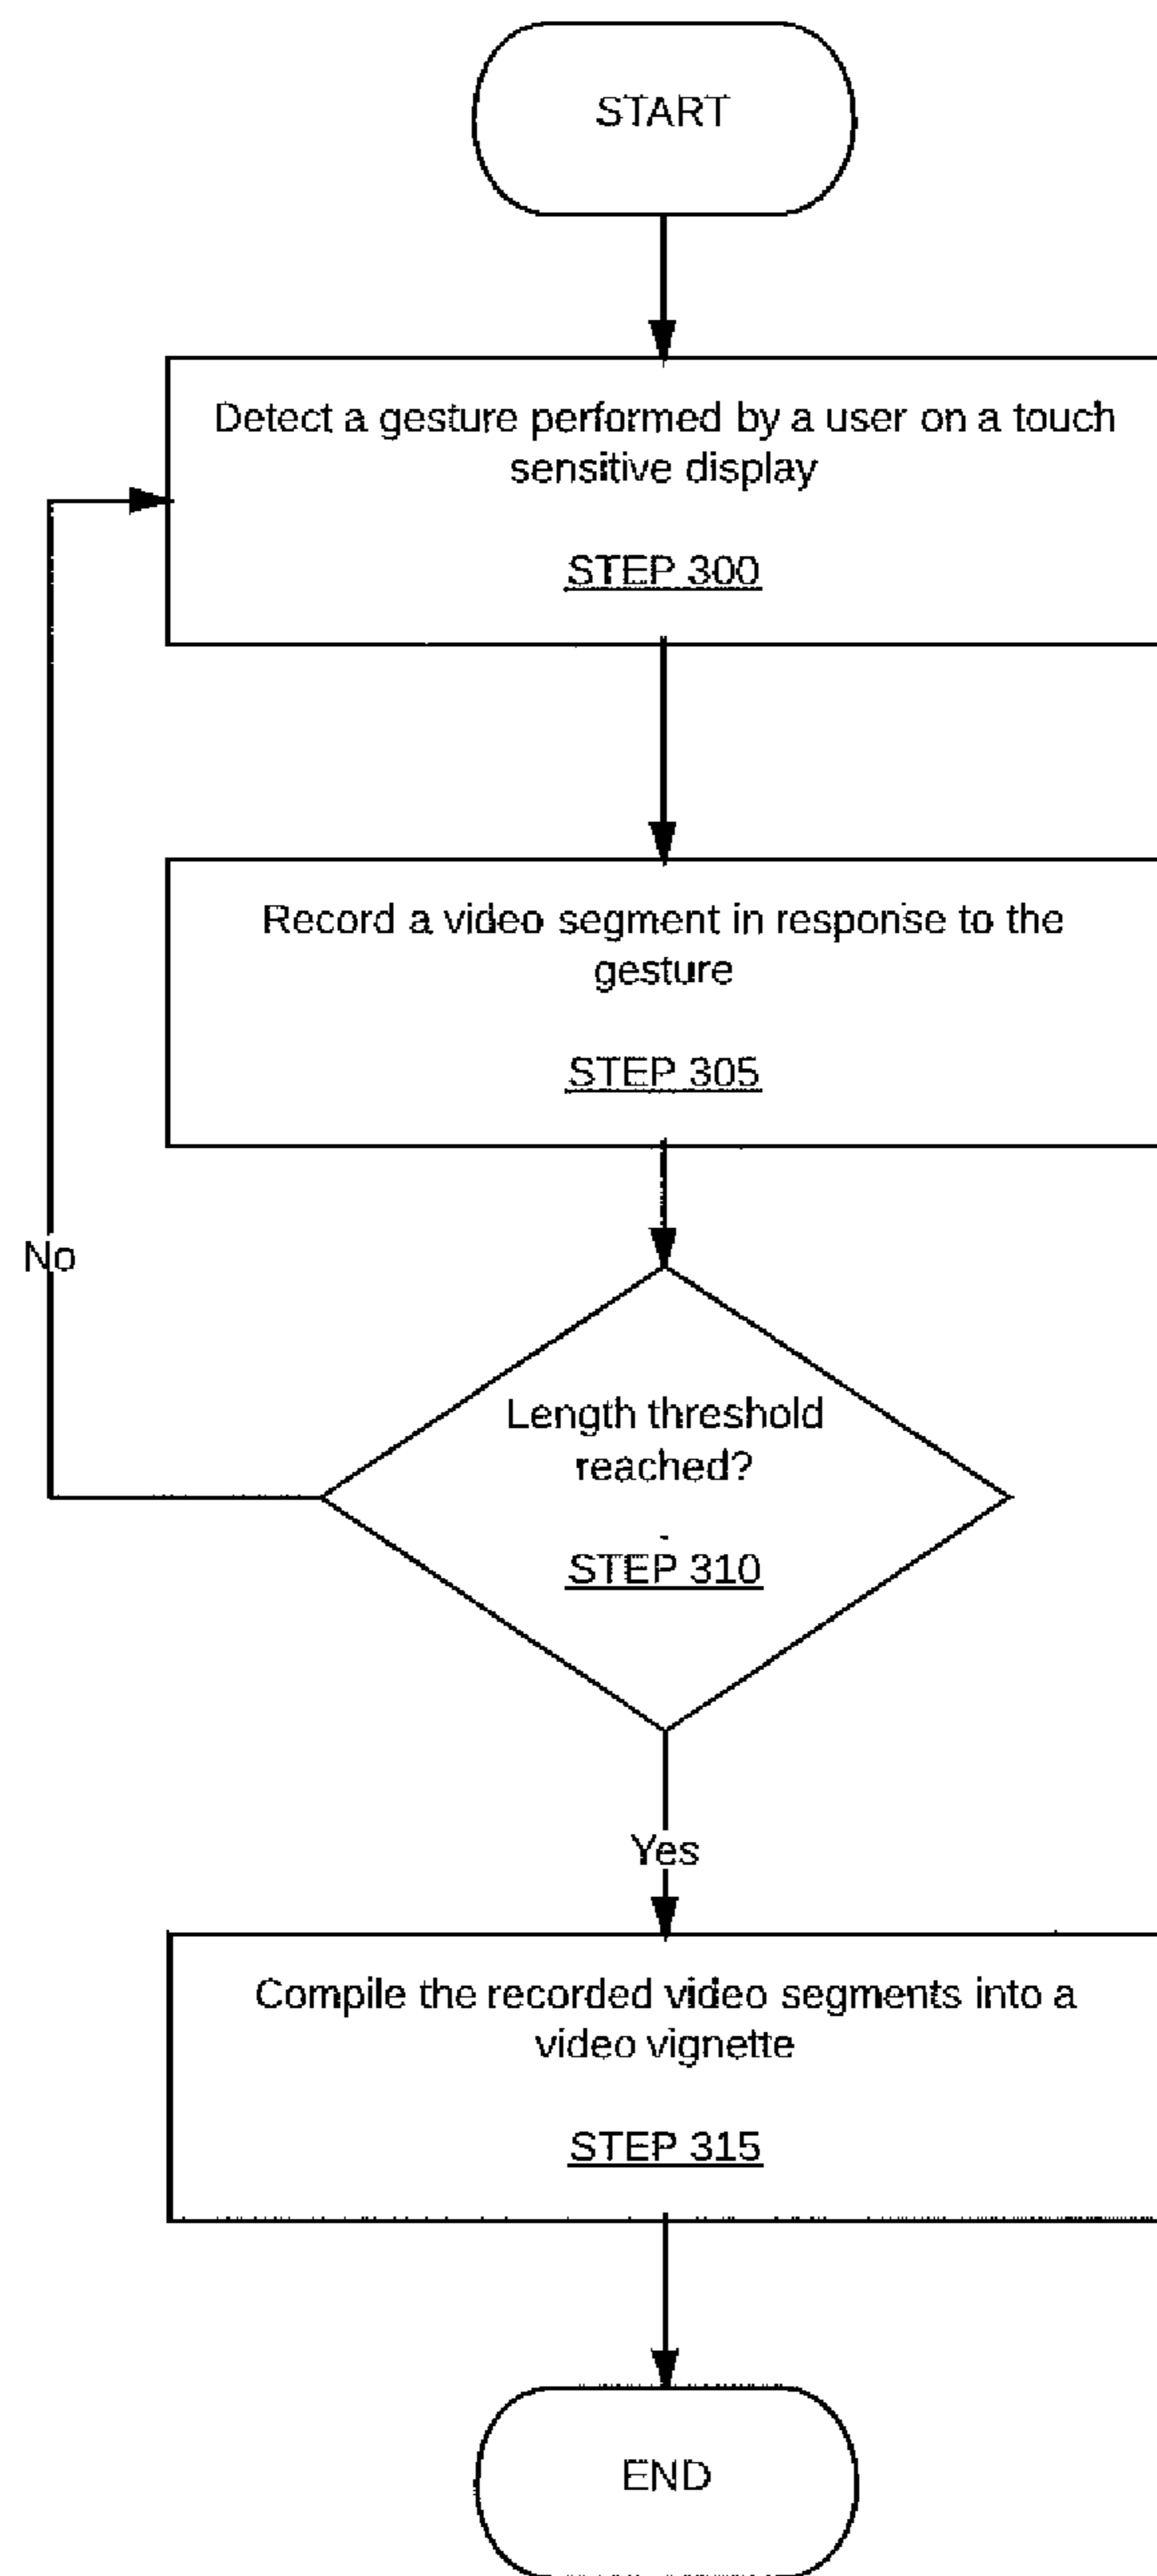 START
Detect a gesture performed by a user on a touch
sensitive display
STEP 300
Record a video segment in response to the
gesture
STEP 305
No
Length threshold
reached?
STEP 310
Yes
Compile the recorded video segments into a
video vignette
STEP 315
END